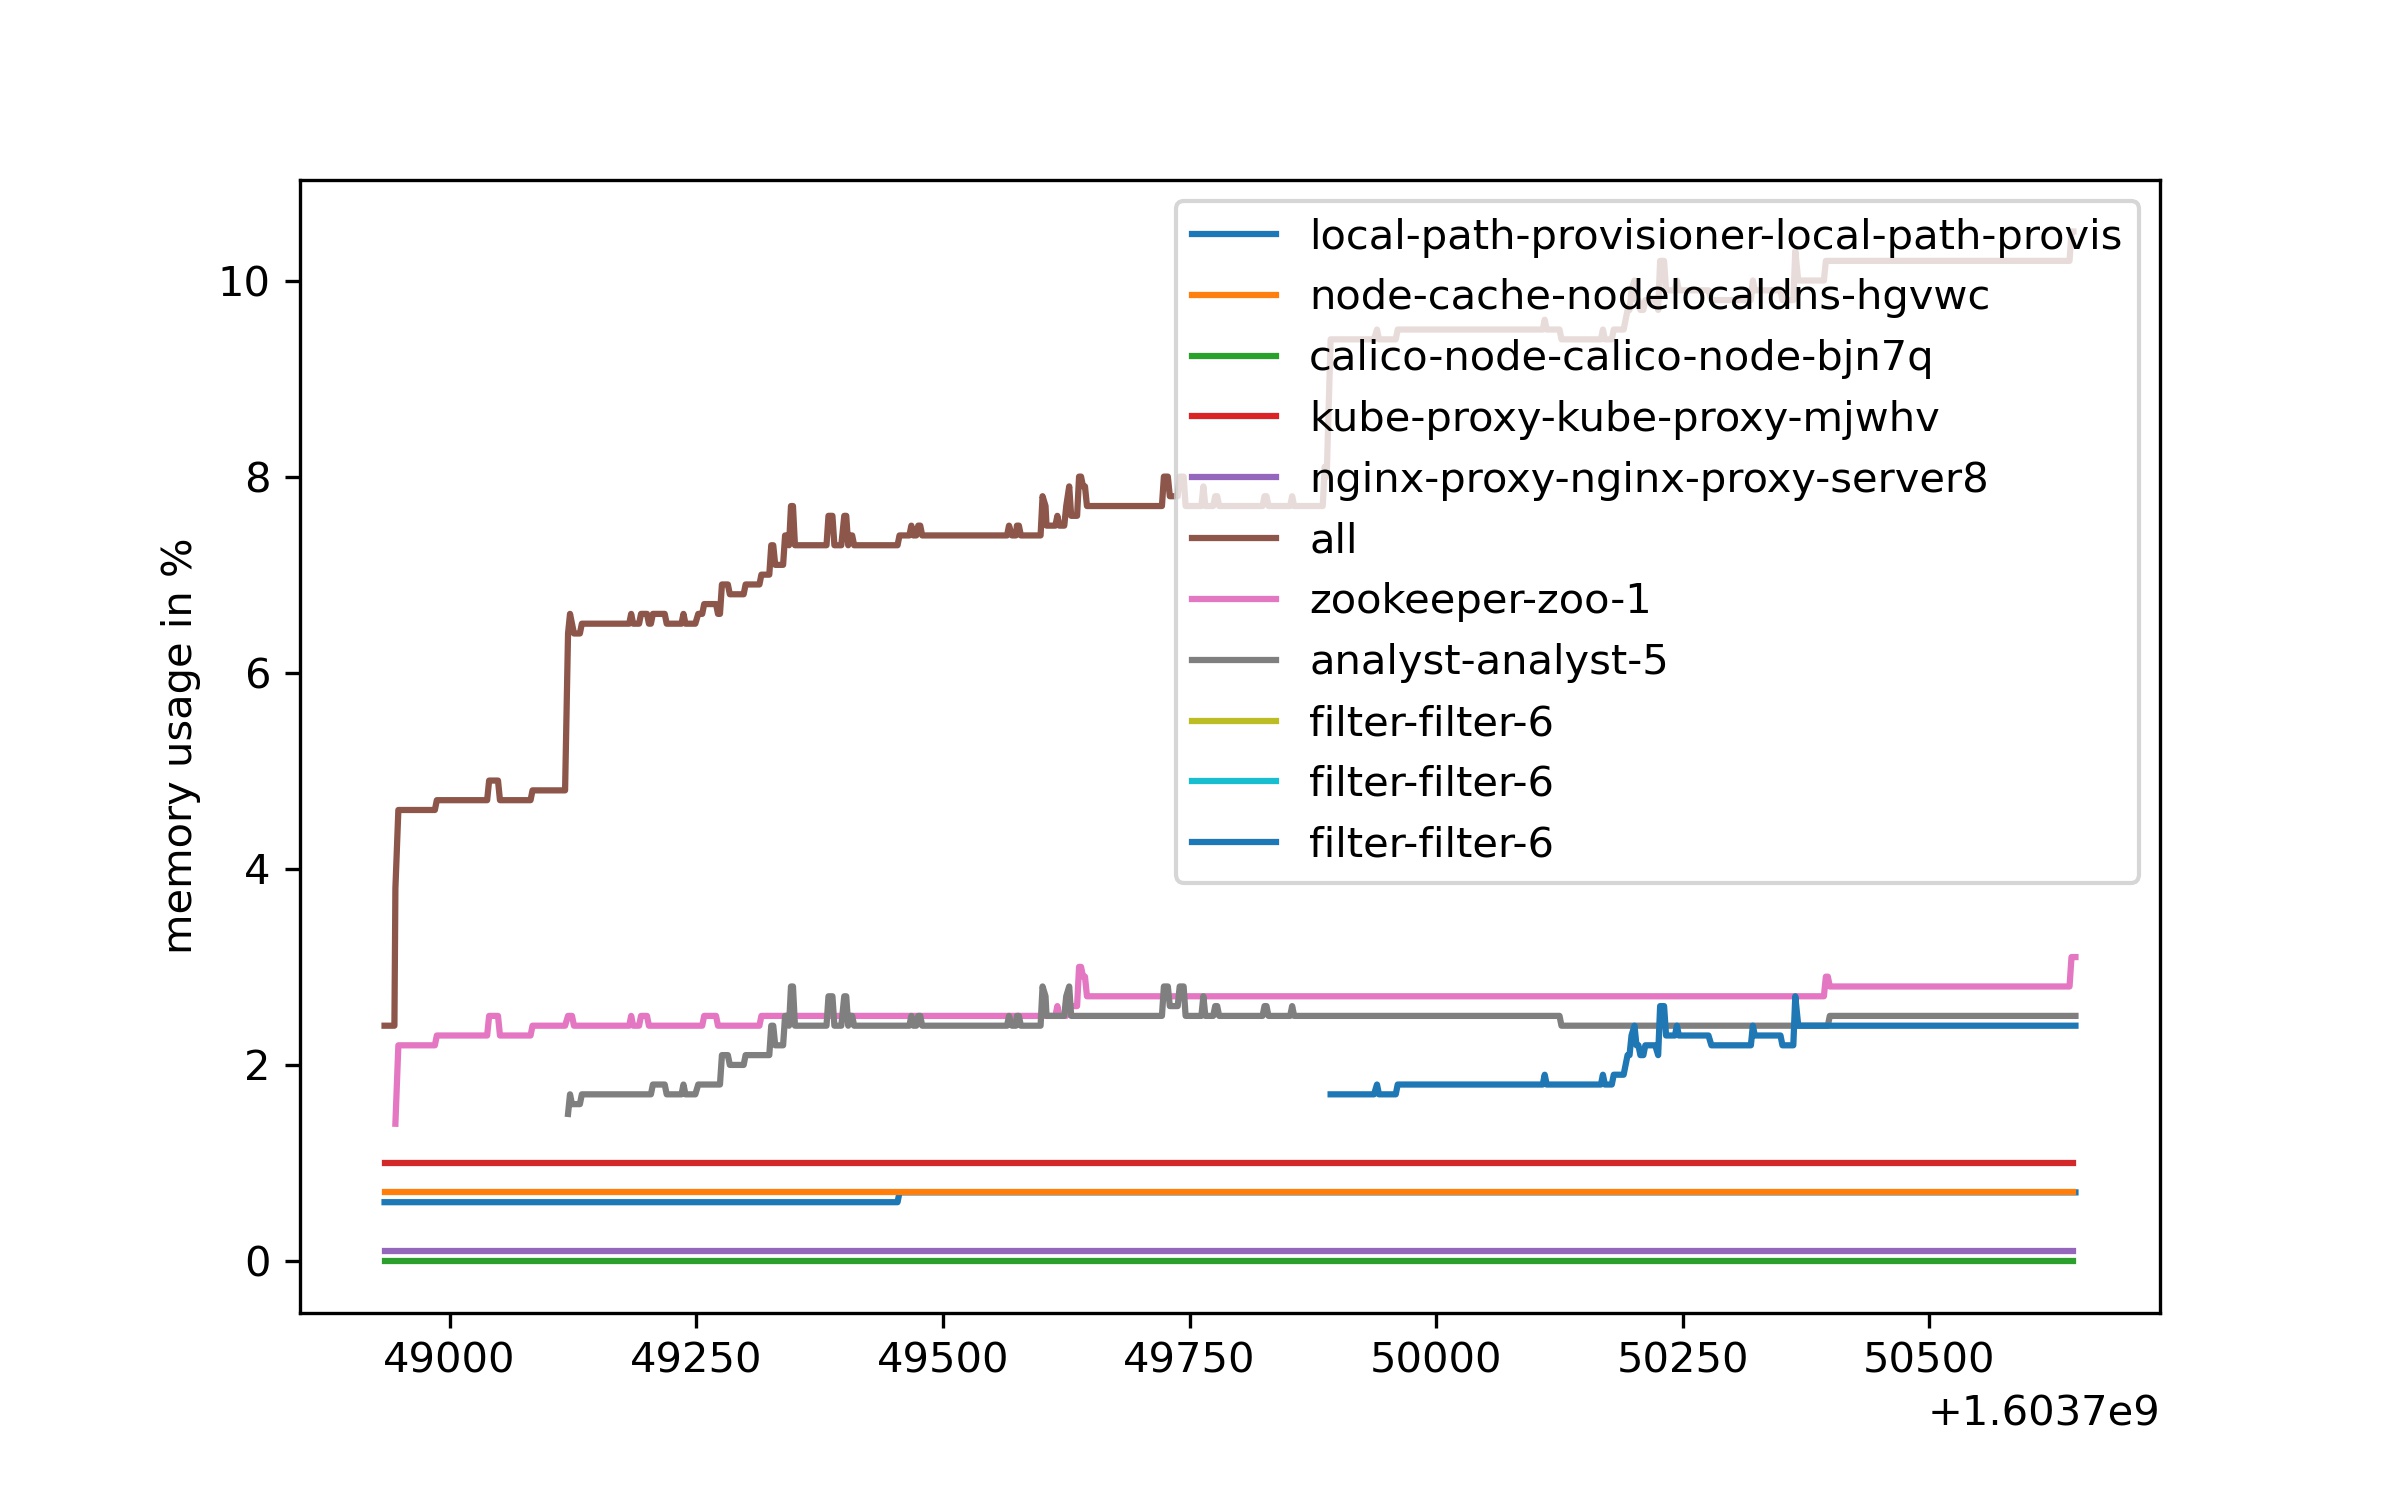 local-path-provisioner-local-path-provis
node-cache-nodelocaldns-hgvwc
calico-node-calico-node-bjn7q
kube-proxy-kube-proxy-mjwhv
nginx-proxy-nginx-proxy-server8
all
zookeeper-zoo-1
analyst-analyst-5
filter-filter-6
filter-filter-6
filter-filter-6
memory usage in %
10
8
6
4
2
0
49000 49250 49500 49750 50000 50250 50500
+1.6037e9